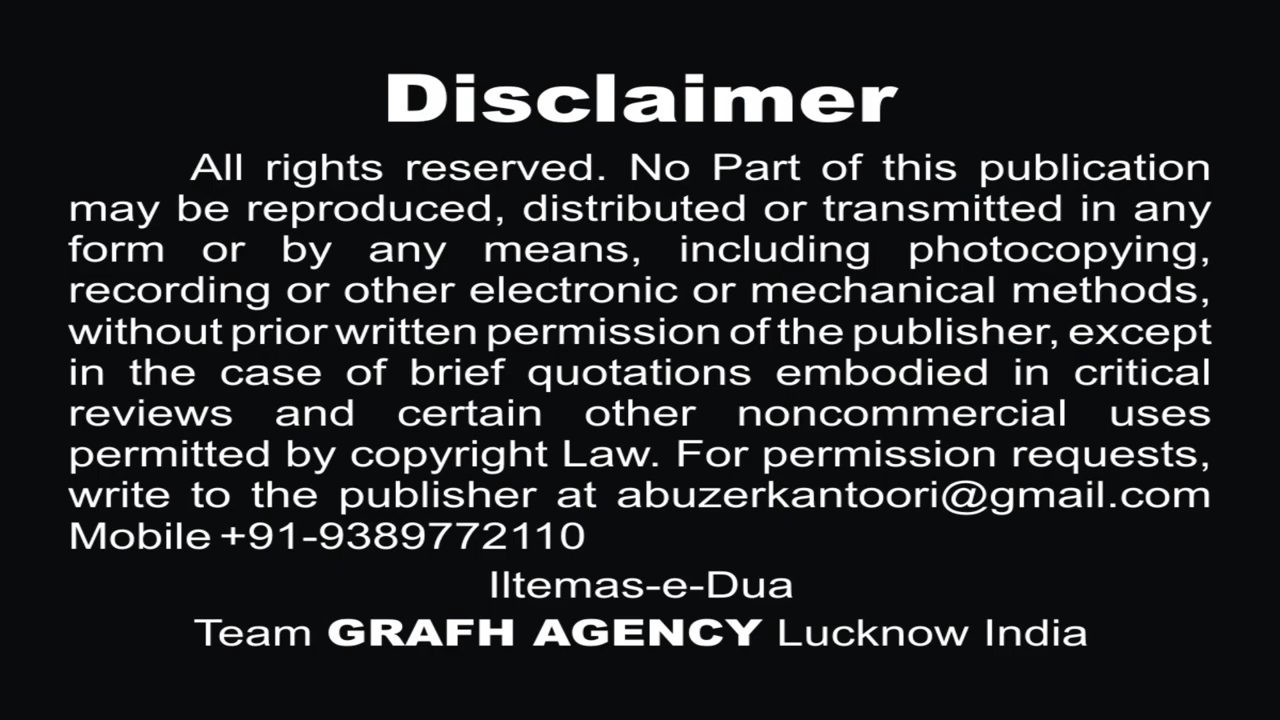 Disclaimer
All rights reserved. No Part of this publication
may be reproduced, distributed or transmitted in any
form or by any means, including photocopying,
recording or other electronic or mechanical methods,
without prior written permission of the publisher, except
in the case of brief quotations embodied in critical
reviews and certain other noncommercial uses
permitted by copyright Law. For permission requests,
write to the publisher at abuzerkantoori@gmail.com
Mobile +91-9389772110
Iltemas-e-Dua
Team GRAFH AGENCY Lucknow India